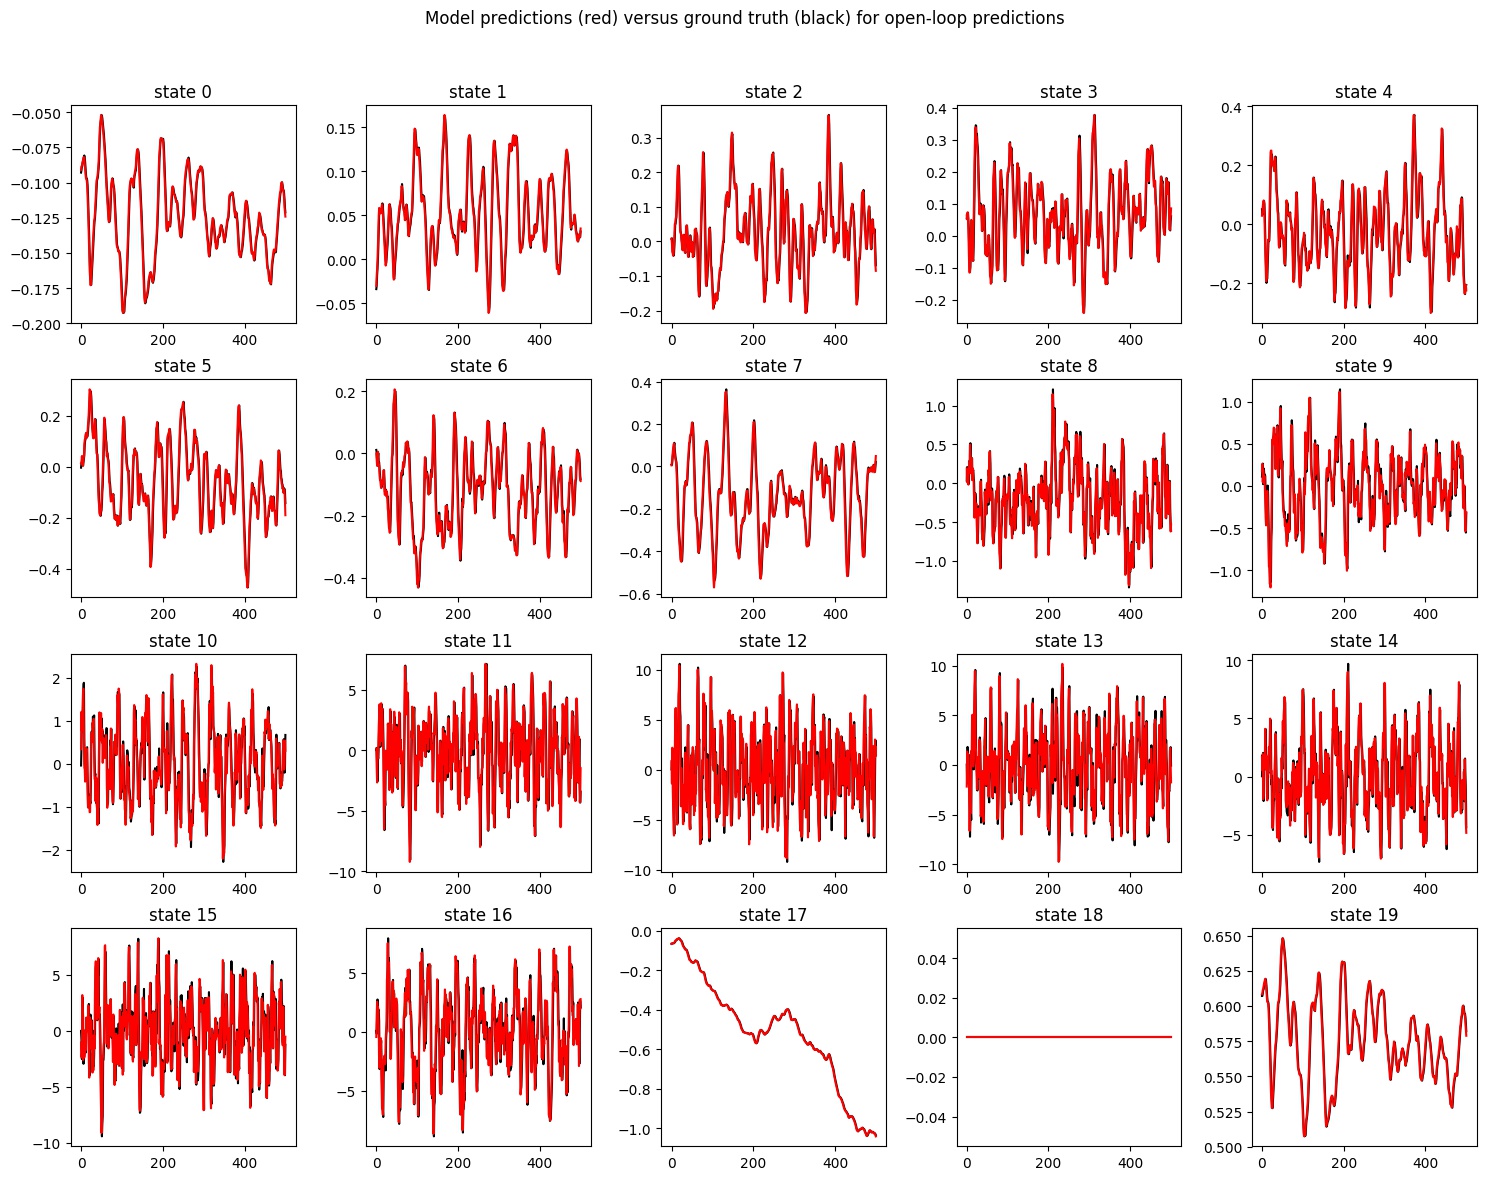 Model predictions (red) versus ground truth (black) for open-loop predictions
state 0 state 1 state 2 state 3 state 4
−0.050 −0.075 −0.100 −0.125 −0.150 −0.175 −0.200
0 200 400
0.15 0.10 0.05 0.00 −0.05
0 200 400
0.3 0.2 0.1 0.0 −0.1 −0.2
0 200 400
0.4 0.3 0.2 0.1 0.0 −0.1 −0.2
0 200 400
0.4 0.2 0.0 −0.2
0 200 400
state 5 state 6 state 7 state 8 state 9
0.2 0.0 −0.2 −0.4
0 200 400
0.2 0.0 −0.2 −0.4
0 200 400
0.4 0.2 0.0 −0.2 −0.4 −0.6
0 200 400
1.0 0.5 0.0 −0.5 −1.0
0 200 400
1.0 0.5 0.0 −0.5 −1.0
0 200 400
state 10 state 11 state 12 state 13 state 14
2 1 0 −1 −2
0 200 400
5 0 −5 −10
0 200 400
10 5 0 −5 −10
0 200 400
10 5 0 −5 −10
0 200 400
10 5 0 −5
0 200 400
state 15 state 16 state 17 state 18 state 19
5 0 −5 −10
0 200 400
5 0 −5
0 200 400
0.0 −0.2 −0.4 −0.6 −0.8 −1.0
0 200 400
0.04 0.02 0.00 −0.02 −0.04
0 200 400
0.650 0.625 0.600 0.575 0.550 0.525 0.500
0 200 400